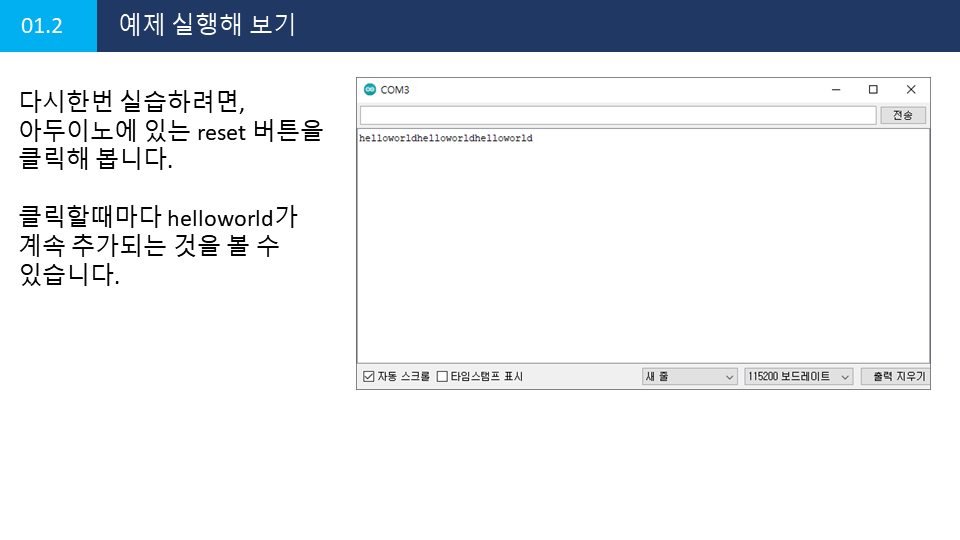 01.2
예제 실행해 보기
다시한번 실습하려면,
아두이노에 있는 reset 버튼을
클릭해 봅니다.
클릭할때마다 helloworld가
계속 추가되는 것을 볼 수
있습니다.
COM3
전송
helloworldhelloworldhelloworld
자동 스크롤 타임스탬프 표시
새 줄
115200 보드레이트
출력 지우기